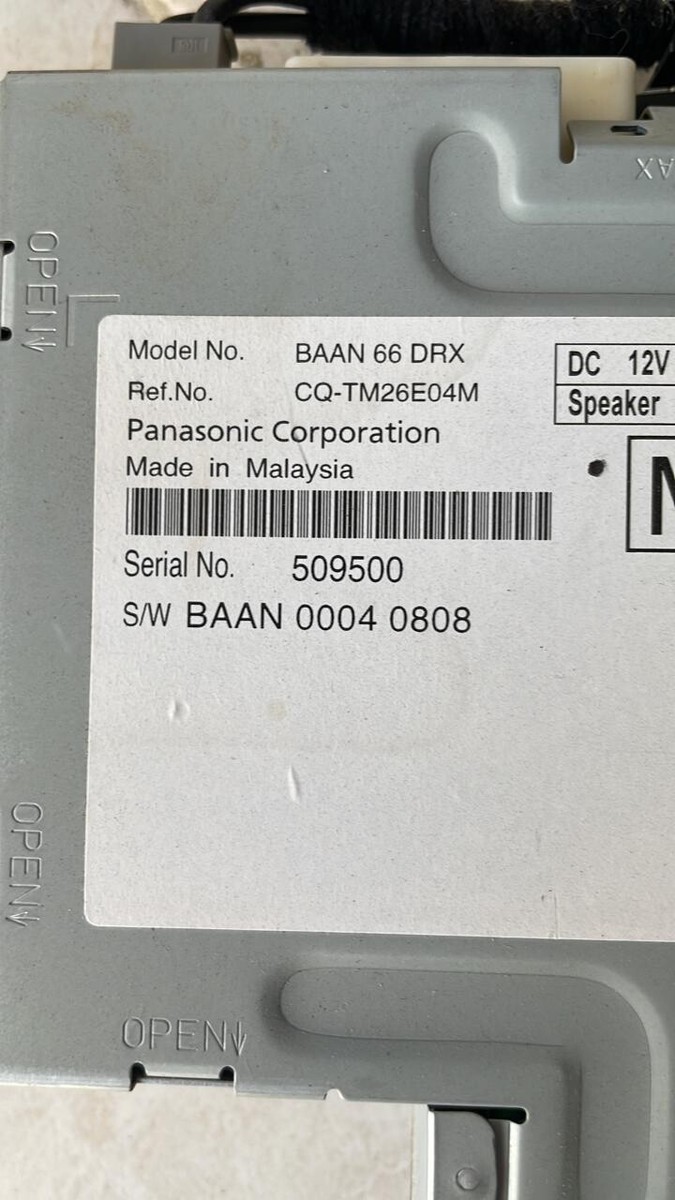 OPEN
Model No. BAAN 66 DRX
Ref.No. CQ-TM26E04M
Panasonic Corporation
Made in Malaysia
DC 12V
Speaker
Serial No. 509500
S/W BAAN 0004 0808
OPEN
OPEN